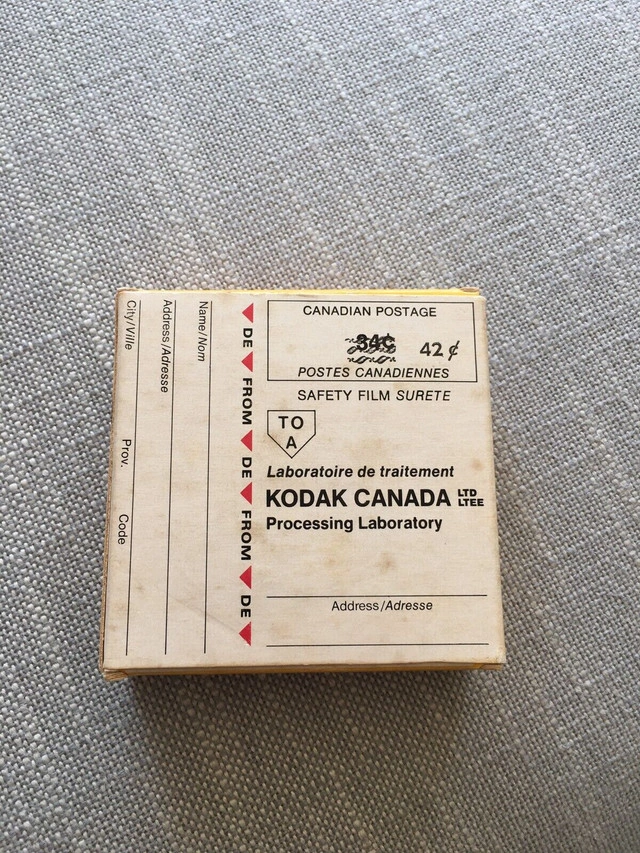 CANADIAN POSTAGE
34¢ 42¢
POSTES CANADIENNES
SAFETY FILM SURETE
TO
A
Laboratoire de traitement
KODAK CANADA LTD LTEE
Processing Laboratory
Address/Adresse
DE FROM DE FROM DE
Name/Nom
Address/Adresse
City/Ville Prov. Code